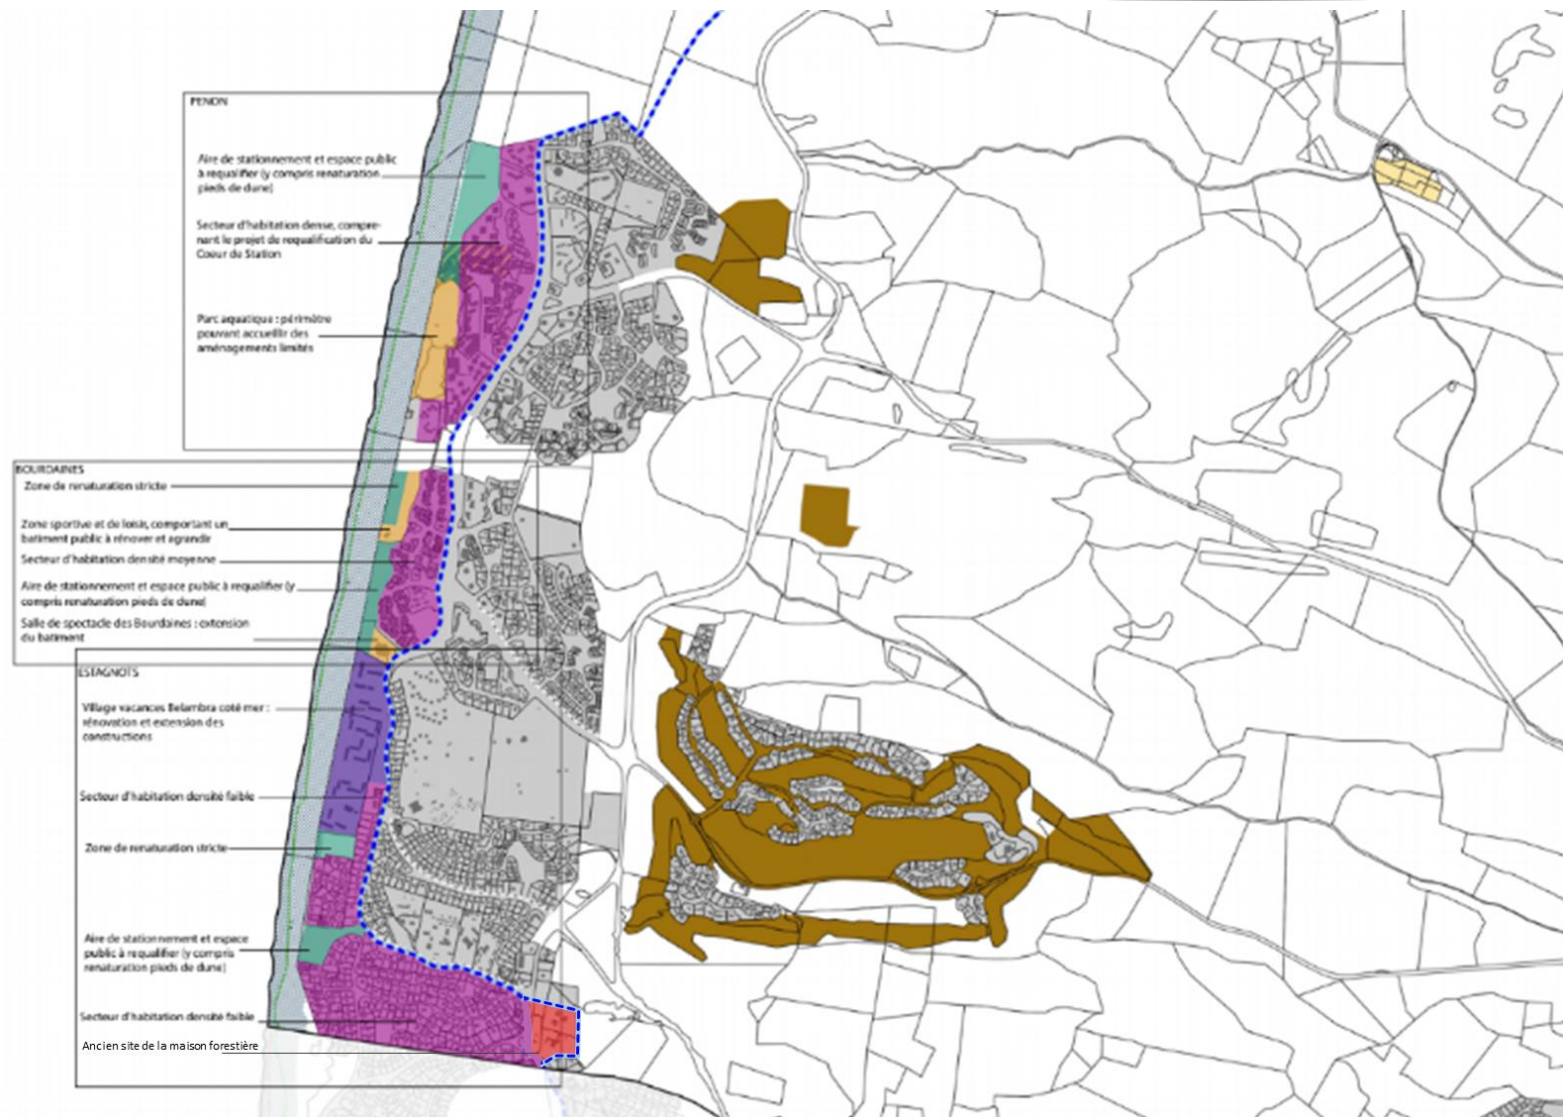 PENON
Aire de stationnement et espace public
à requalifier (y compris renaturation
pieds de dune)
Secteur d'habitation dense, compre-
nant le projet de requalification du
Coeur de Station
Parc aquatique : périmètre
pouvant accueillir des
aménagements limités
BOURDAINES
Zone de renaturation stricte
Zone sportive et de loisir, comportant un
batiment public à rénover et agrandir
Secteur d'habitation densité moyenne
Aire de stationnement et espace public à requalifier (y
compris renaturation pieds de dune)
Salle de spectacle des Bourdaines : extension
du batiment
ESTAGNOTS
Village vacances Belambra coté mer :
rénovation et extension des
constructions
Secteur d'habitation densité faible
Zone de renaturation stricte
Aire de stationnement et espace
public à requalifier (y compris
renaturation pieds de dune)
Secteur d'habitation densité faible
Ancien site de la maison forestière